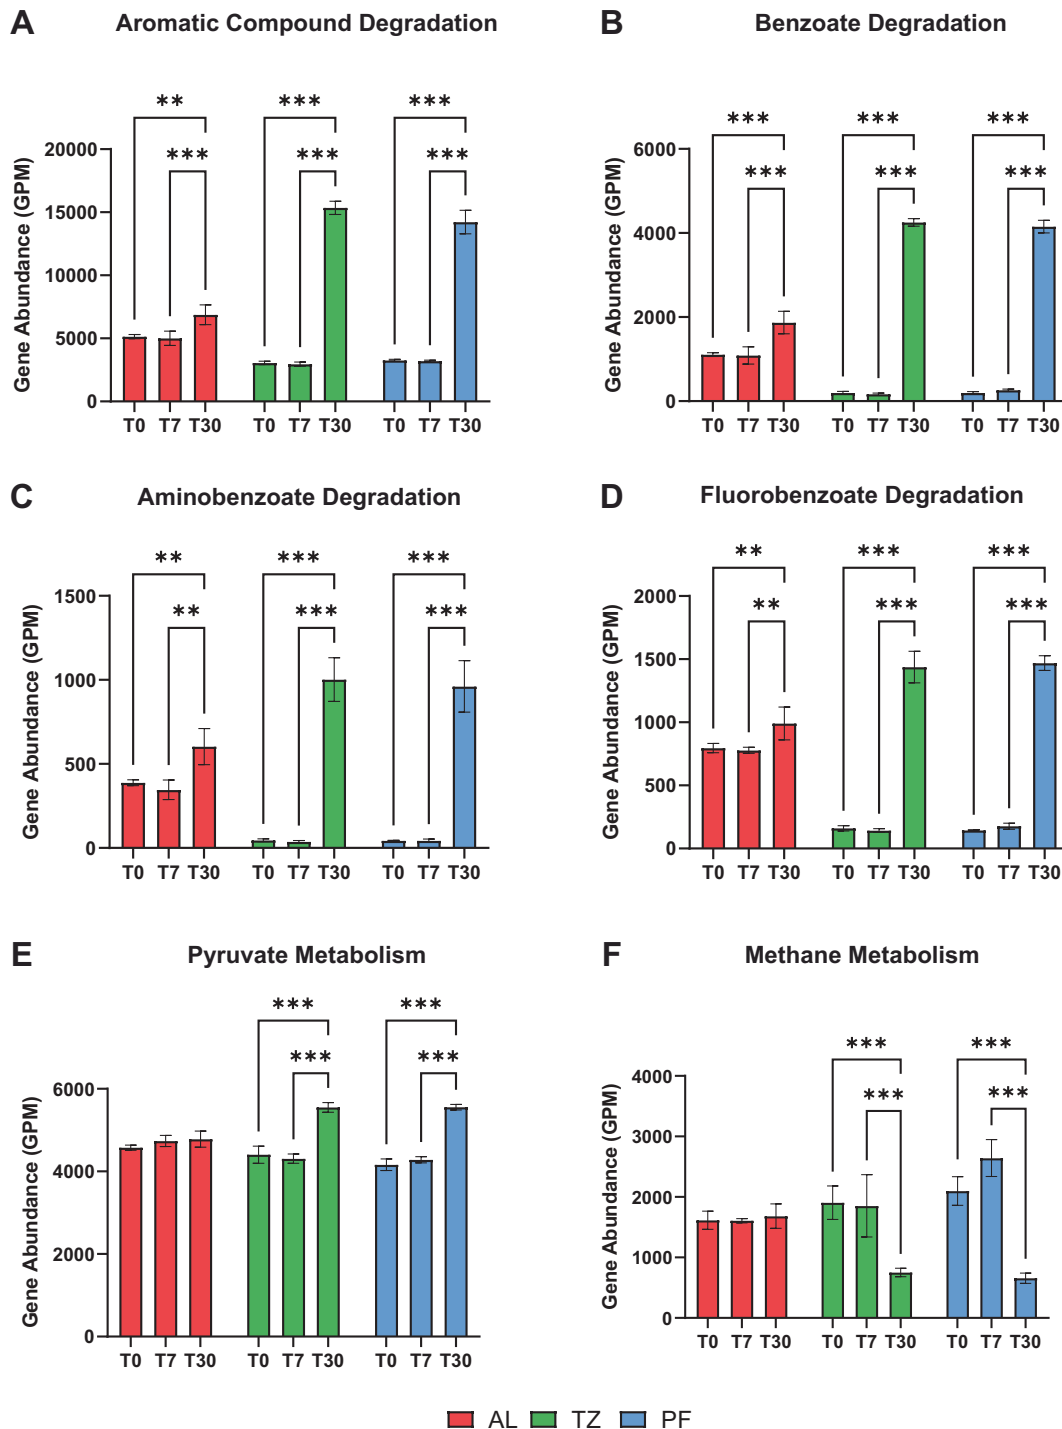 A Aromatic Compound Degradation
B Benzoate Degradation
** *** ***
*** *** ***
Gene Abundance (GPM)
20000
15000
10000
5000
0
T0 T7 T30 T0 T7 T30 T0 T7 T30
*** *** ***
*** *** ***
Gene Abundance (GPM)
6000
4000
2000
0
T0 T7 T30 T0 T7 T30 T0 T7 T30
C Aminobenzoate Degradation
D Fluorobenzoate Degradation
** *** ***
** *** ***
Gene Abundance (GPM)
1500
1000
500
0
T0 T7 T30 T0 T7 T30 T0 T7 T30
** *** ***
** *** ***
Gene Abundance (GPM)
2000
1500
1000
500
0
T0 T7 T30 T0 T7 T30 T0 T7 T30
E Pyruvate Metabolism
F Methane Metabolism
*** ***
*** ***
Gene Abundance (GPM)
6000
4000
2000
0
T0 T7 T30 T0 T7 T30 T0 T7 T30
*** ***
*** ***
Gene Abundance (GPM)
4000
3000
2000
1000
0
T0 T7 T30 T0 T7 T30 T0 T7 T30
AL TZ PF